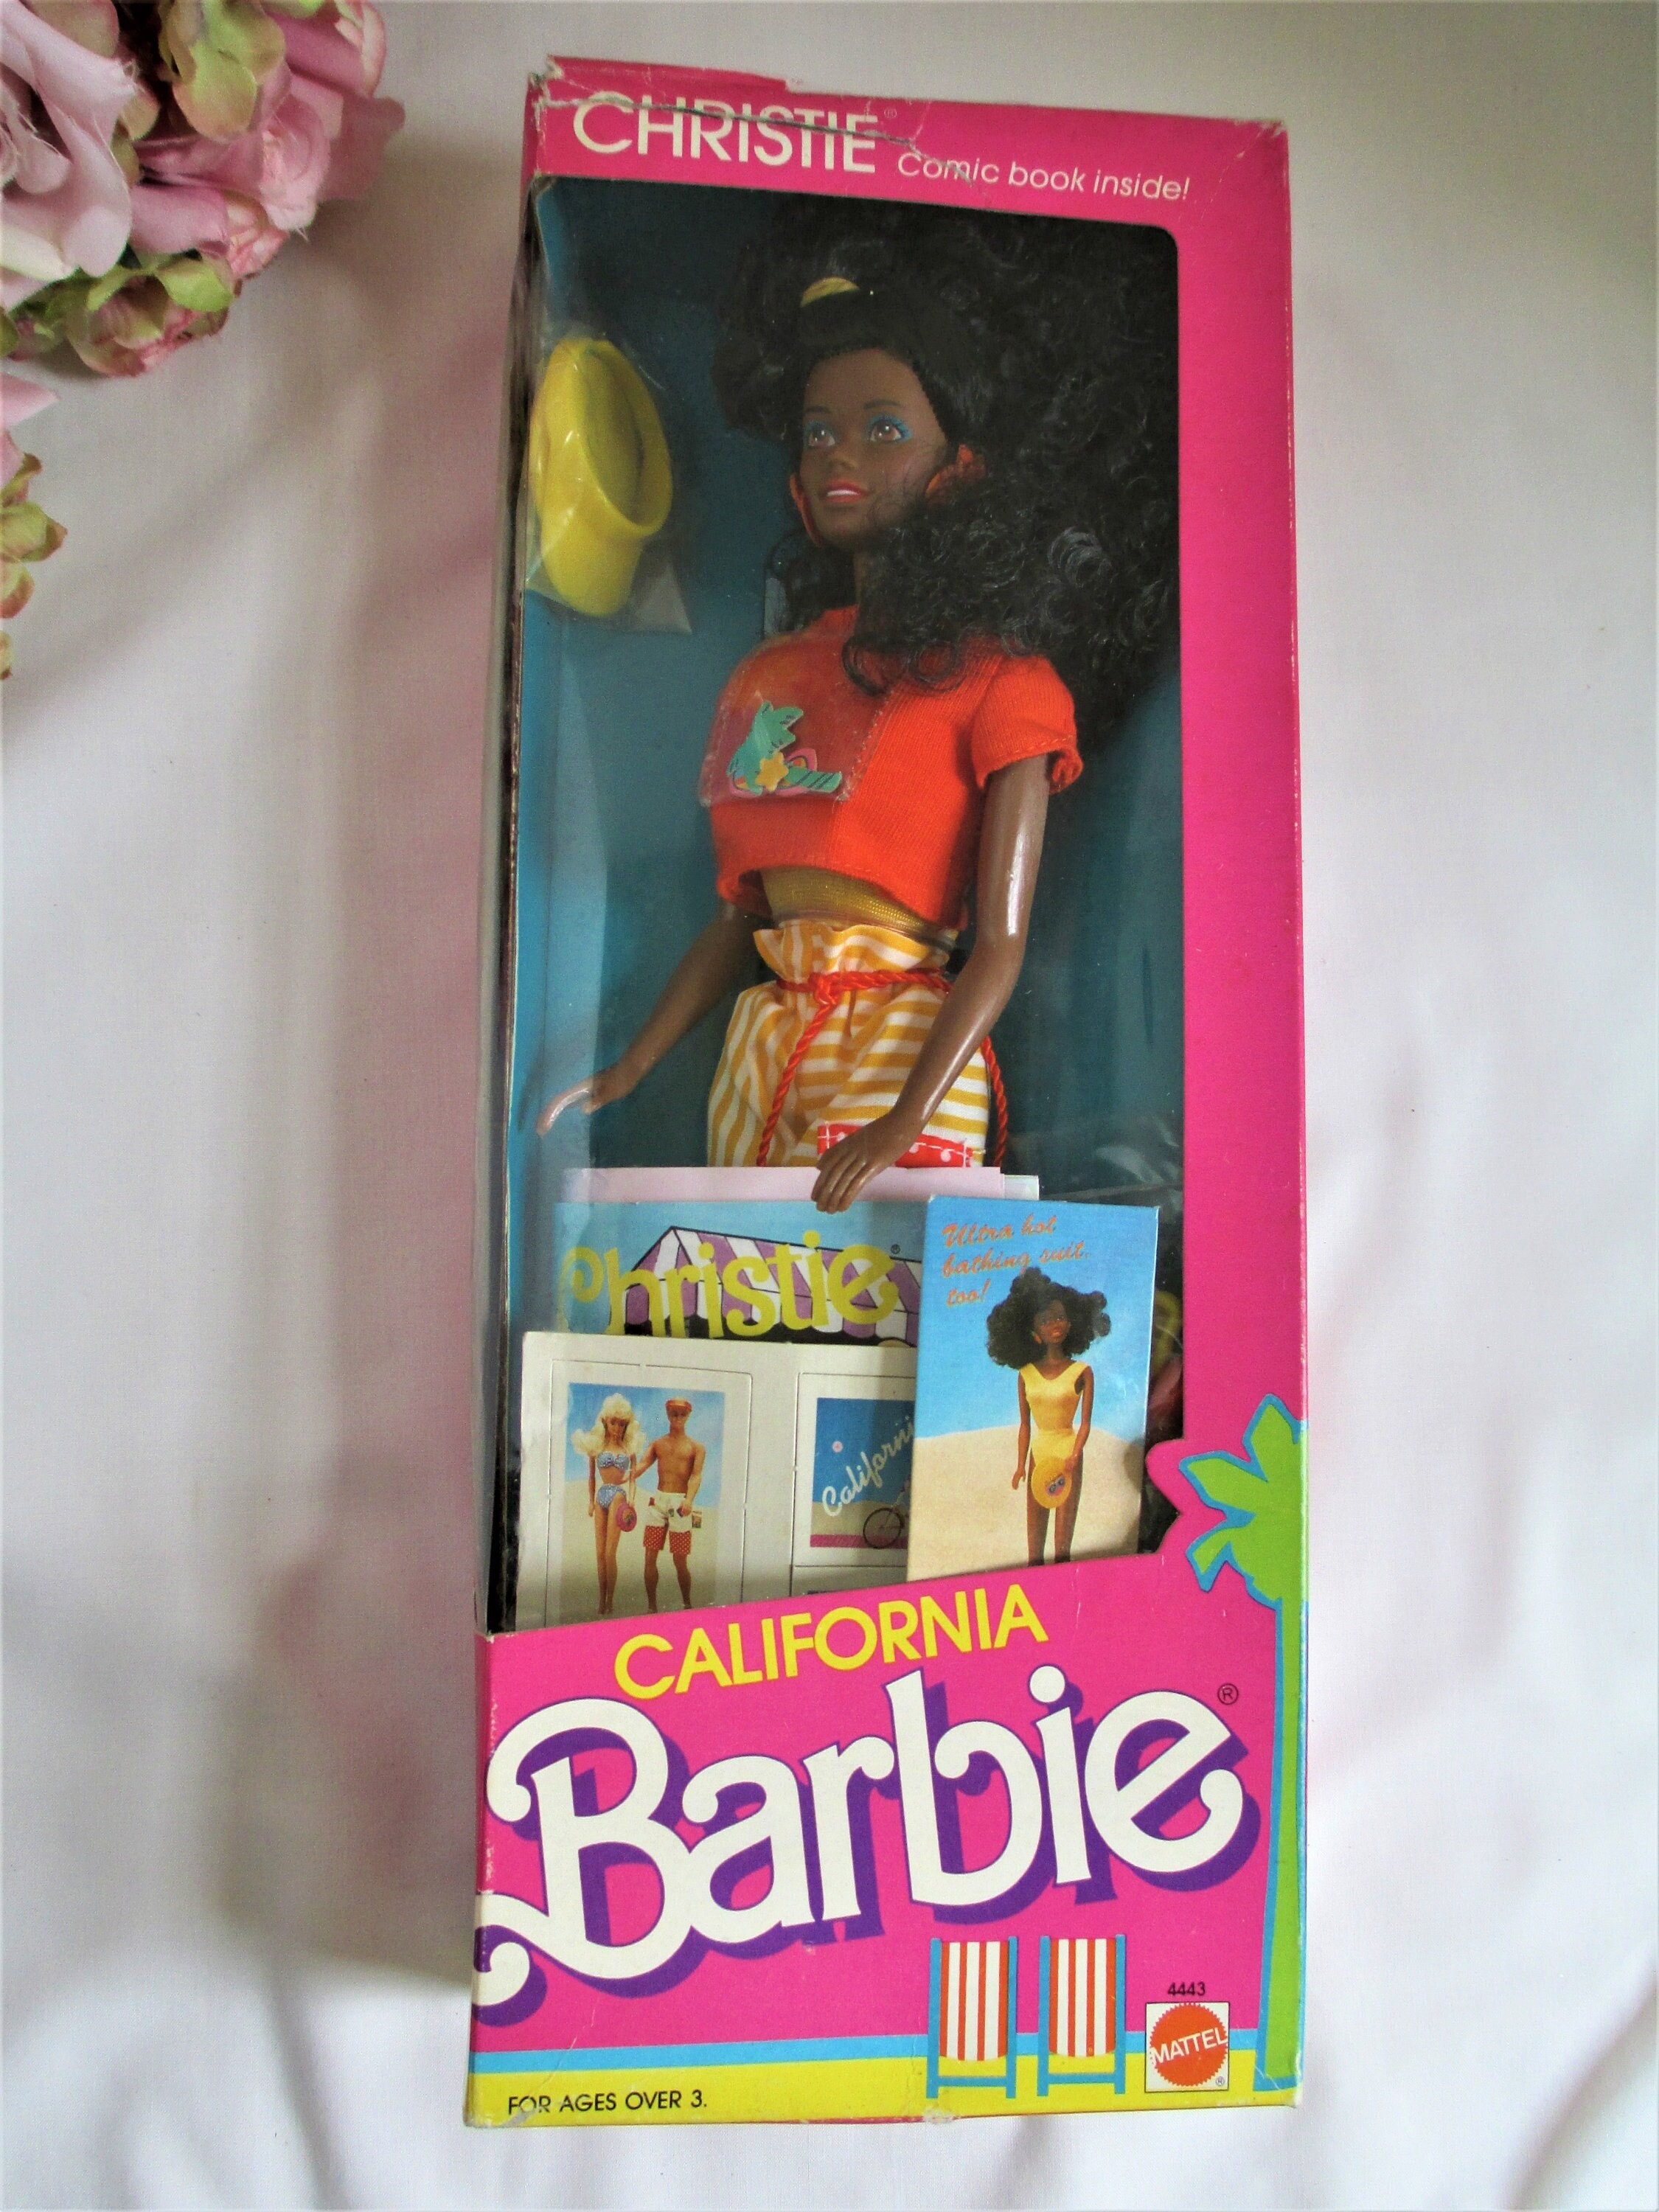 CHRISTIE® Comic book inside!
Christie®
Ultra hot
bathing suit
too!
California
CALIFORNIA
Barbie®
4443
MATTEL®
FOR AGES OVER 3.